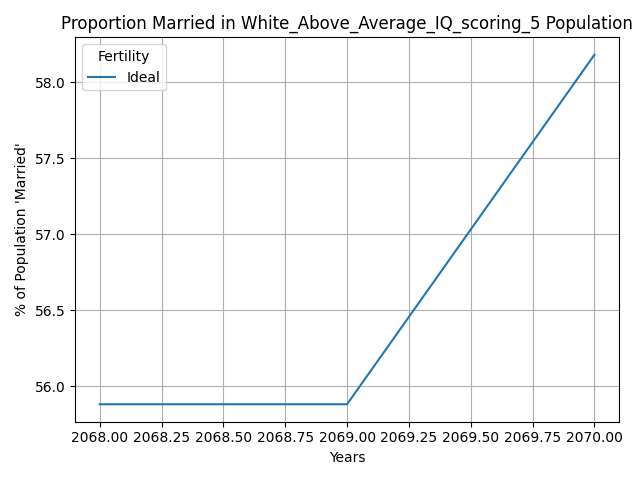 Proportion Married in White_Above_Average_IQ_scoring_5 Population
Fertility
Ideal
% of Population 'Married'
58.0
57.5
57.0
56.5
56.0
2068.00 2068.25 2068.50 2068.75 2069.00 2069.25 2069.50 2069.75 2070.00
Years